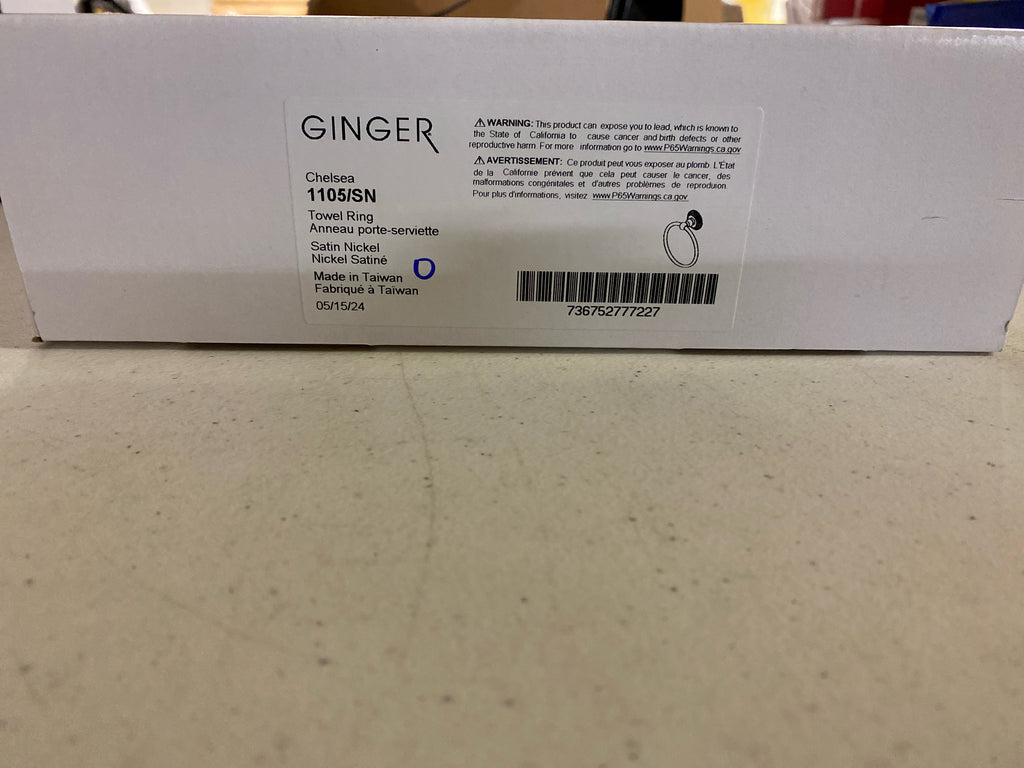 GINGER
Chelsea
1105/SN
Towel Ring
Anneau porte-serviette
Satin Nickel
Nickel Satiné
Made in Taiwan
Fabriqué à Taiwan
05/15/24
⚠ WARNING: This product can expose you to lead, which is known to
the State of California to cause cancer and birth defects or other
reproductive harm. For more information go to www.P65Warnings.ca.gov
⚠ AVERTISSEMENT: Ce produit peut vous exposer au plomb. L'État
de la Californie prévient que cela peut causer le cancer, des
malformations congénitales et d'autres problèmes de reproduion.
Pour plus d'informations, visitez www.P65Warnings.ca.gov.
736752777227